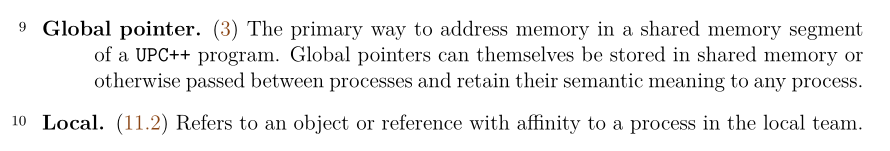 9 Global pointer. (3) The primary way to address memory in a shared memory segment
of a UPC++ program. Global pointers can themselves be stored in shared memory or
otherwise passed between processes and retain their semantic meaning to any process.
10 Local. (11.2) Refers to an object or reference with affinity to a process in the local team.